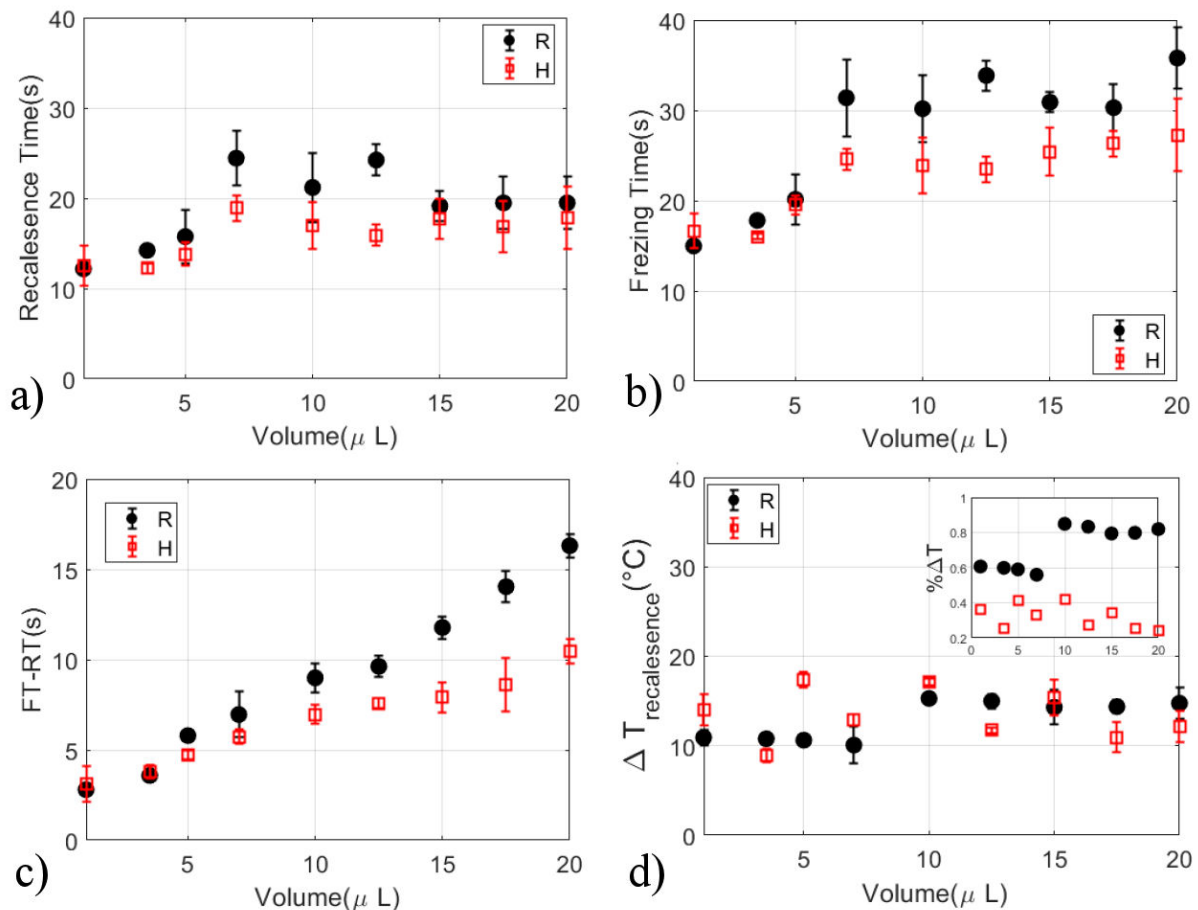 40
30
20
10
0
Recalesence Time(s)
R
H
5
10
15
20
Volume(μ L)
a)
40
30
20
10
0
Frezing Time(s)
R
H
5
10
15
20
Volume(μ L)
b)
20
15
10
5
0
FT-RT(s)
R
H
5
10
15
20
Volume(μ L)
c)
40
30
20
10
0
Δ T recalesence (°C)
R
H
1
0.8
0.6
0.4
0.2
%ΔT
0 5 10 15 20
5
10
15
20
Volume(μ L)
d)